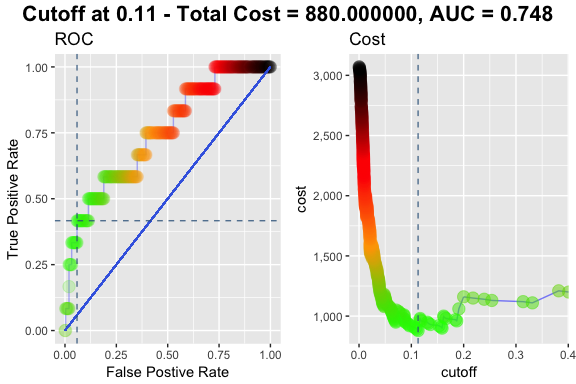 Cutoff at 0.11 - Total Cost = 880.000000, AUC = 0.748
ROC
1.00
0.75
0.50
0.25
0.00
True Positive Rate
0.00 0.25 0.50 0.75 1.00
False Postive Rate
Cost
3,000
2,500
2,000
1,500
1,000
cost
0.0 0.1 0.2 0.3 0.4
cutoff